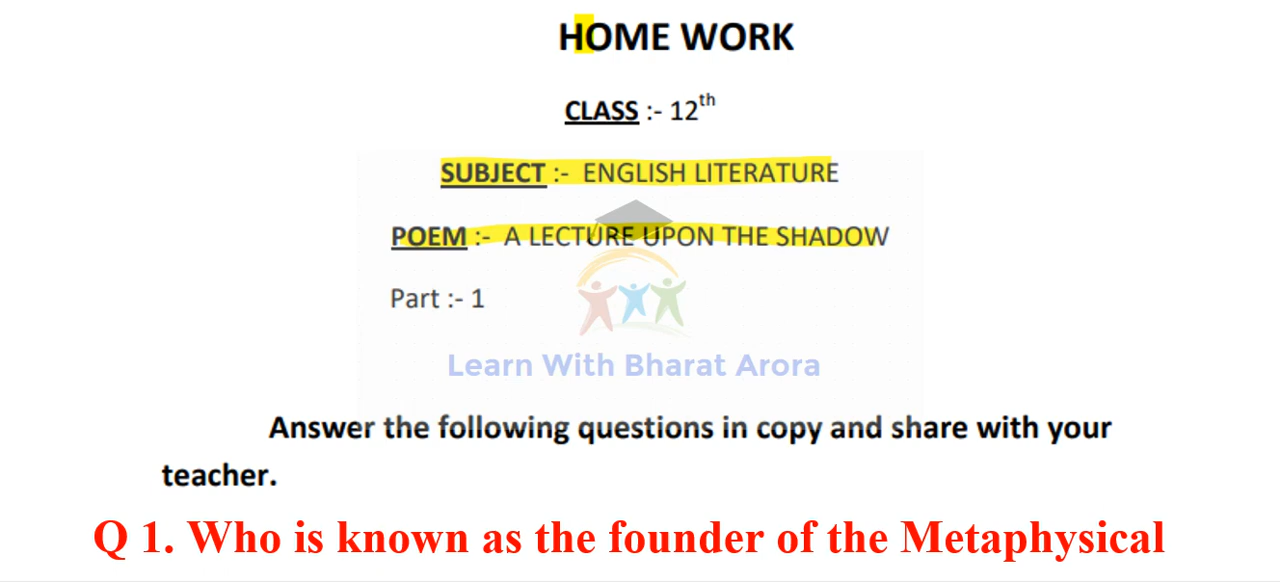 HOME WORK
CLASS :- 12th
SUBJECT :- ENGLISH LITERATURE
POEM :- A LECTURE UPON THE SHADOW
Part :- 1
Learn With Bharat Arora
Answer the following questions in copy and share with your
teacher.
Q 1. Who is known as the founder of the Metaphysical